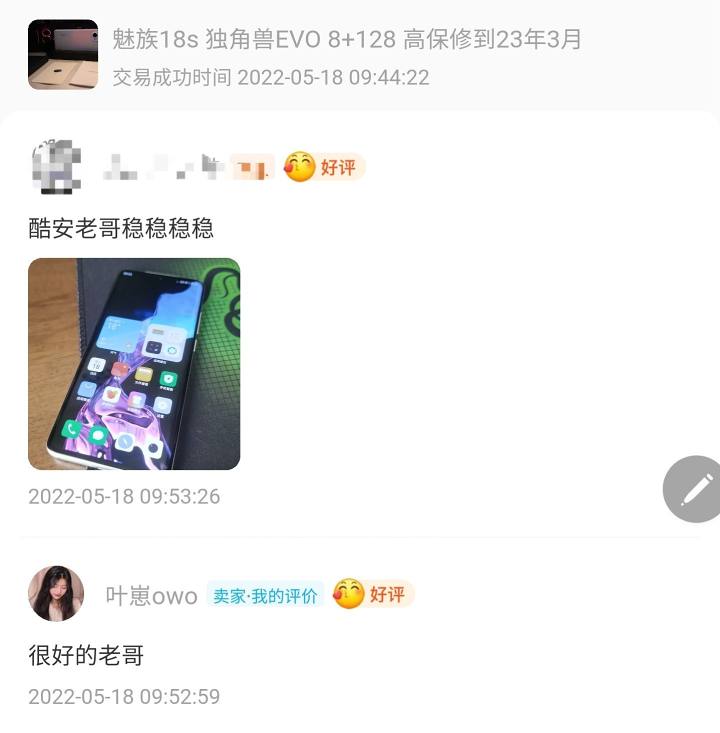 魅族18s 独角兽EVO 8+128 高保修到23年3月
交易成功时间 2022-05-18 09:44:22
好评
酷安老哥稳稳稳稳
2022-05-18 09:53:26
叶崽owo 卖家·我的评价 好评
很好的老哥
2022-05-18 09:52:59